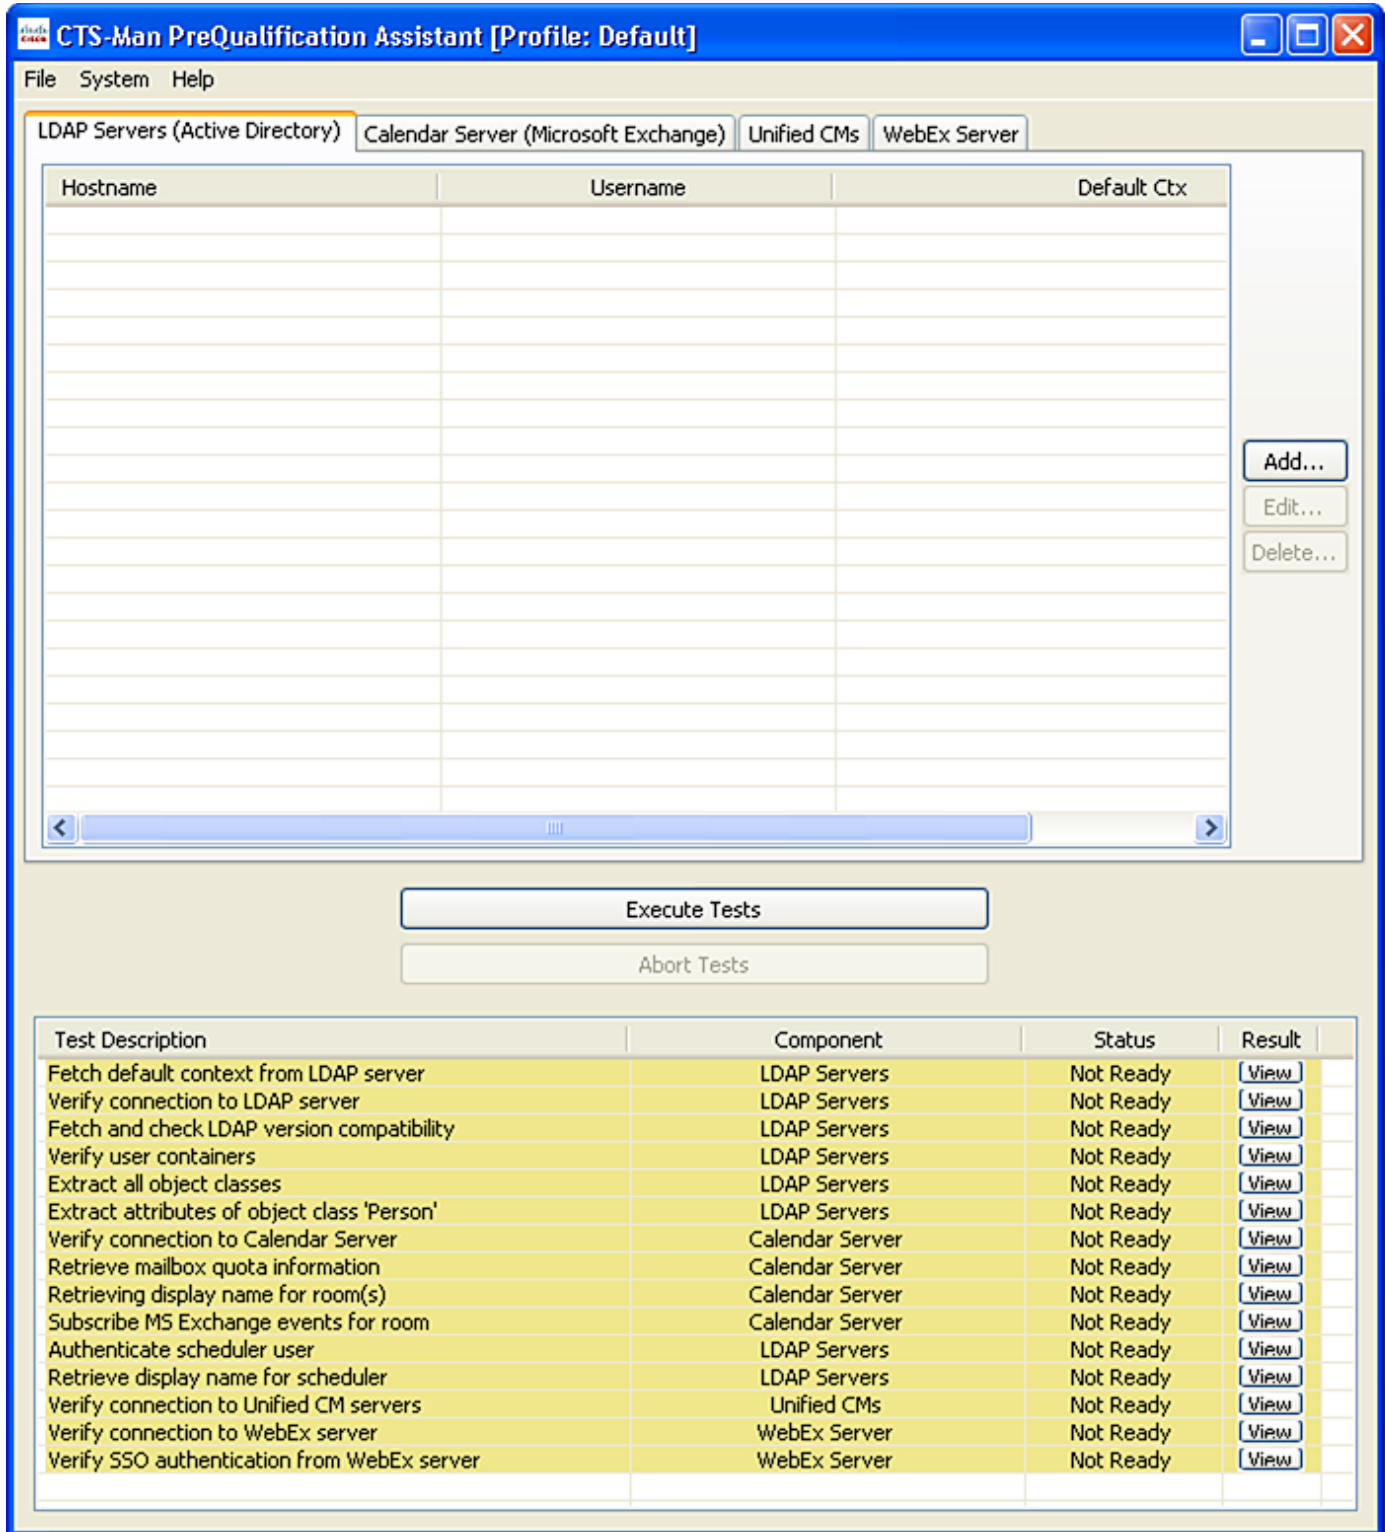 CTS-Man PreQualification Assistant [Profile: Default]
File System Help
LDAP Servers (Active Directory) Calendar Server (Microsoft Exchange) Unified CMs WebEx Server
Hostname Username Default Ctx
Add...
Edit...
Delete...
Execute Tests
Abort Tests
Test Description Component Status Result
Fetch default context from LDAP server LDAP Servers Not Ready View
Verify connection to LDAP server LDAP Servers Not Ready View
Fetch and check LDAP version compatibility LDAP Servers Not Ready View
Verify user containers LDAP Servers Not Ready View
Extract all object classes LDAP Servers Not Ready View
Extract attributes of object class 'Person' LDAP Servers Not Ready View
Verify connection to Calendar Server Calendar Server Not Ready View
Retrieve mailbox quota information Calendar Server Not Ready View
Retrieving display name for room(s) Calendar Server Not Ready View
Subscribe MS Exchange events for room Calendar Server Not Ready View
Authenticate scheduler user LDAP Servers Not Ready View
Retrieve display name for scheduler LDAP Servers Not Ready View
Verify connection to Unified CM servers Unified CMs Not Ready View
Verify connection to WebEx server WebEx Server Not Ready View
Verify SSO authentication from WebEx server WebEx Server Not Ready View